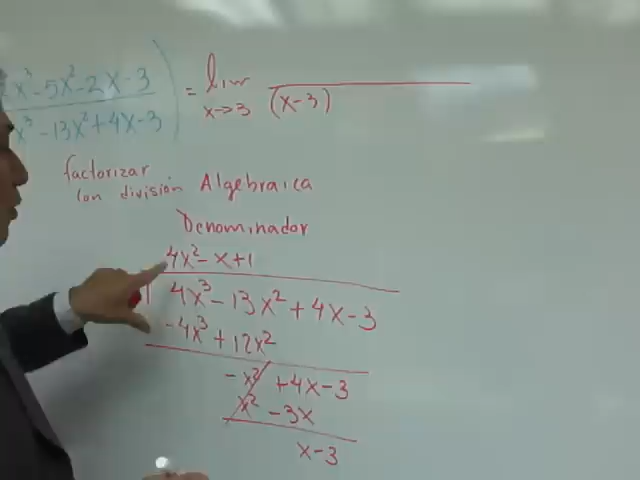 x³-5x²-2x-3 = lim
x³-13x²+4x-3 x→3 (x-3)
factorizar
con división Algebraica
Denominador
4x²-x+1
4x³-13x²+4x-3
-4x³+12x²
-x²+4x-3
x²-3x
x-3